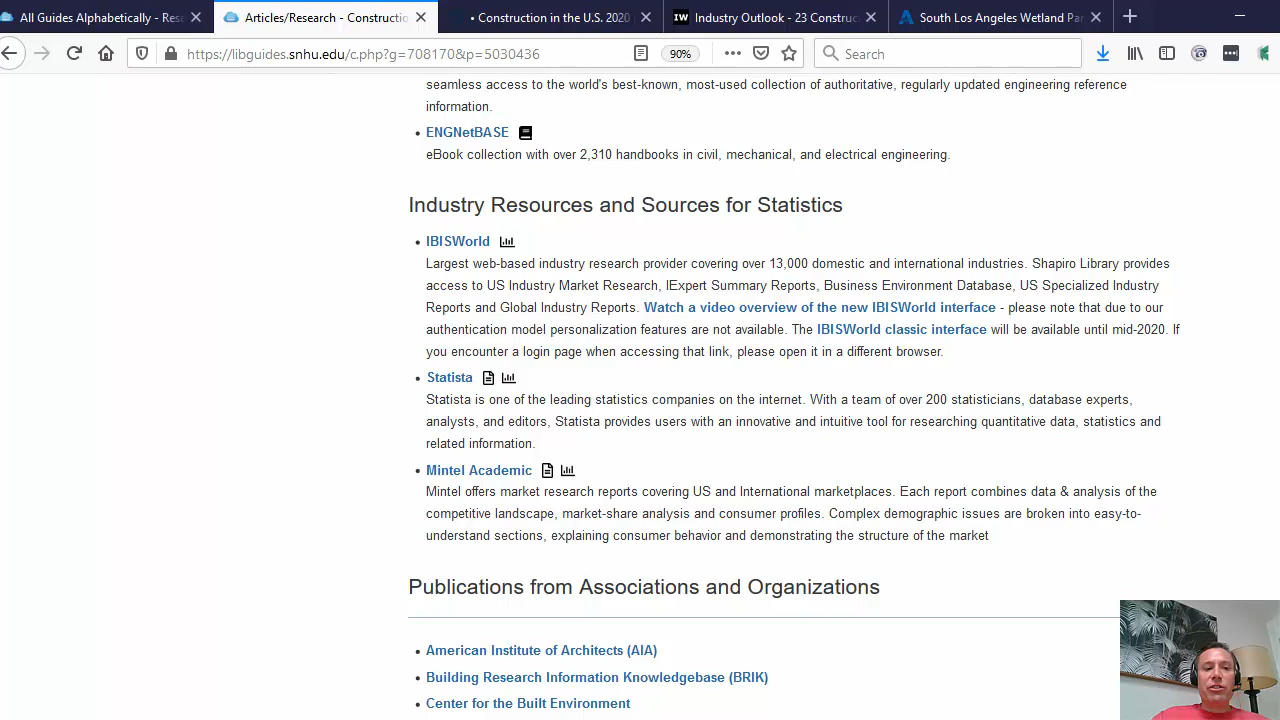 All Guides Alphabetically - Res
Articles/Research - Constructio
Construction in the U.S. 2020
Industry Outlook - 23 Construc
South Los Angeles Wetland Par
https://libguides.snhu.edu/c.php?g=708170&p=5030436
90%
Search
seamless access to the world's best-known, most-used collection of authoritative, regularly updated engineering reference
information.
ENGNetBASE
eBook collection with over 2,310 handbooks in civil, mechanical, and electrical engineering.
Industry Resources and Sources for Statistics
IBISWorld
Largest web-based industry research provider covering over 13,000 domestic and international industries. Shapiro Library provides
access to US Industry Market Research, IExpert Summary Reports, Business Environment Database, US Specialized Industry
Reports and Global Industry Reports. Watch a video overview of the new IBISWorld interface - please note that due to our
authentication model personalization features are not available. The IBISWorld classic interface will be available until mid-2020. If
you encounter a login page when accessing that link, please open it in a different browser.
Statista
Statista is one of the leading statistics companies on the internet. With a team of over 200 statisticians, database experts,
analysts, and editors, Statista provides users with an innovative and intuitive tool for researching quantitative data, statistics and
related information.
Mintel Academic
Mintel offers market research reports covering US and International marketplaces. Each report combines data & analysis of the
competitive landscape, market-share analysis and consumer profiles. Complex demographic issues are broken into easy-to-
understand sections, explaining consumer behavior and demonstrating the structure of the market
Publications from Associations and Organizations
American Institute of Architects (AIA)
Building Research Information Knowledgebase (BRIK)
Center for the Built Environment